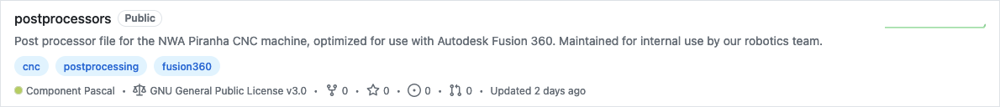 postprocessors Public
Post processor file for the NWA Piranha CNC machine, optimized for use with Autodesk Fusion 360. Maintained for internal use by our robotics team.
cnc postprocessing fusion360
Component Pascal • GNU General Public License v3.0 • 0 • 0 • 0 • 0 • Updated 2 days ago